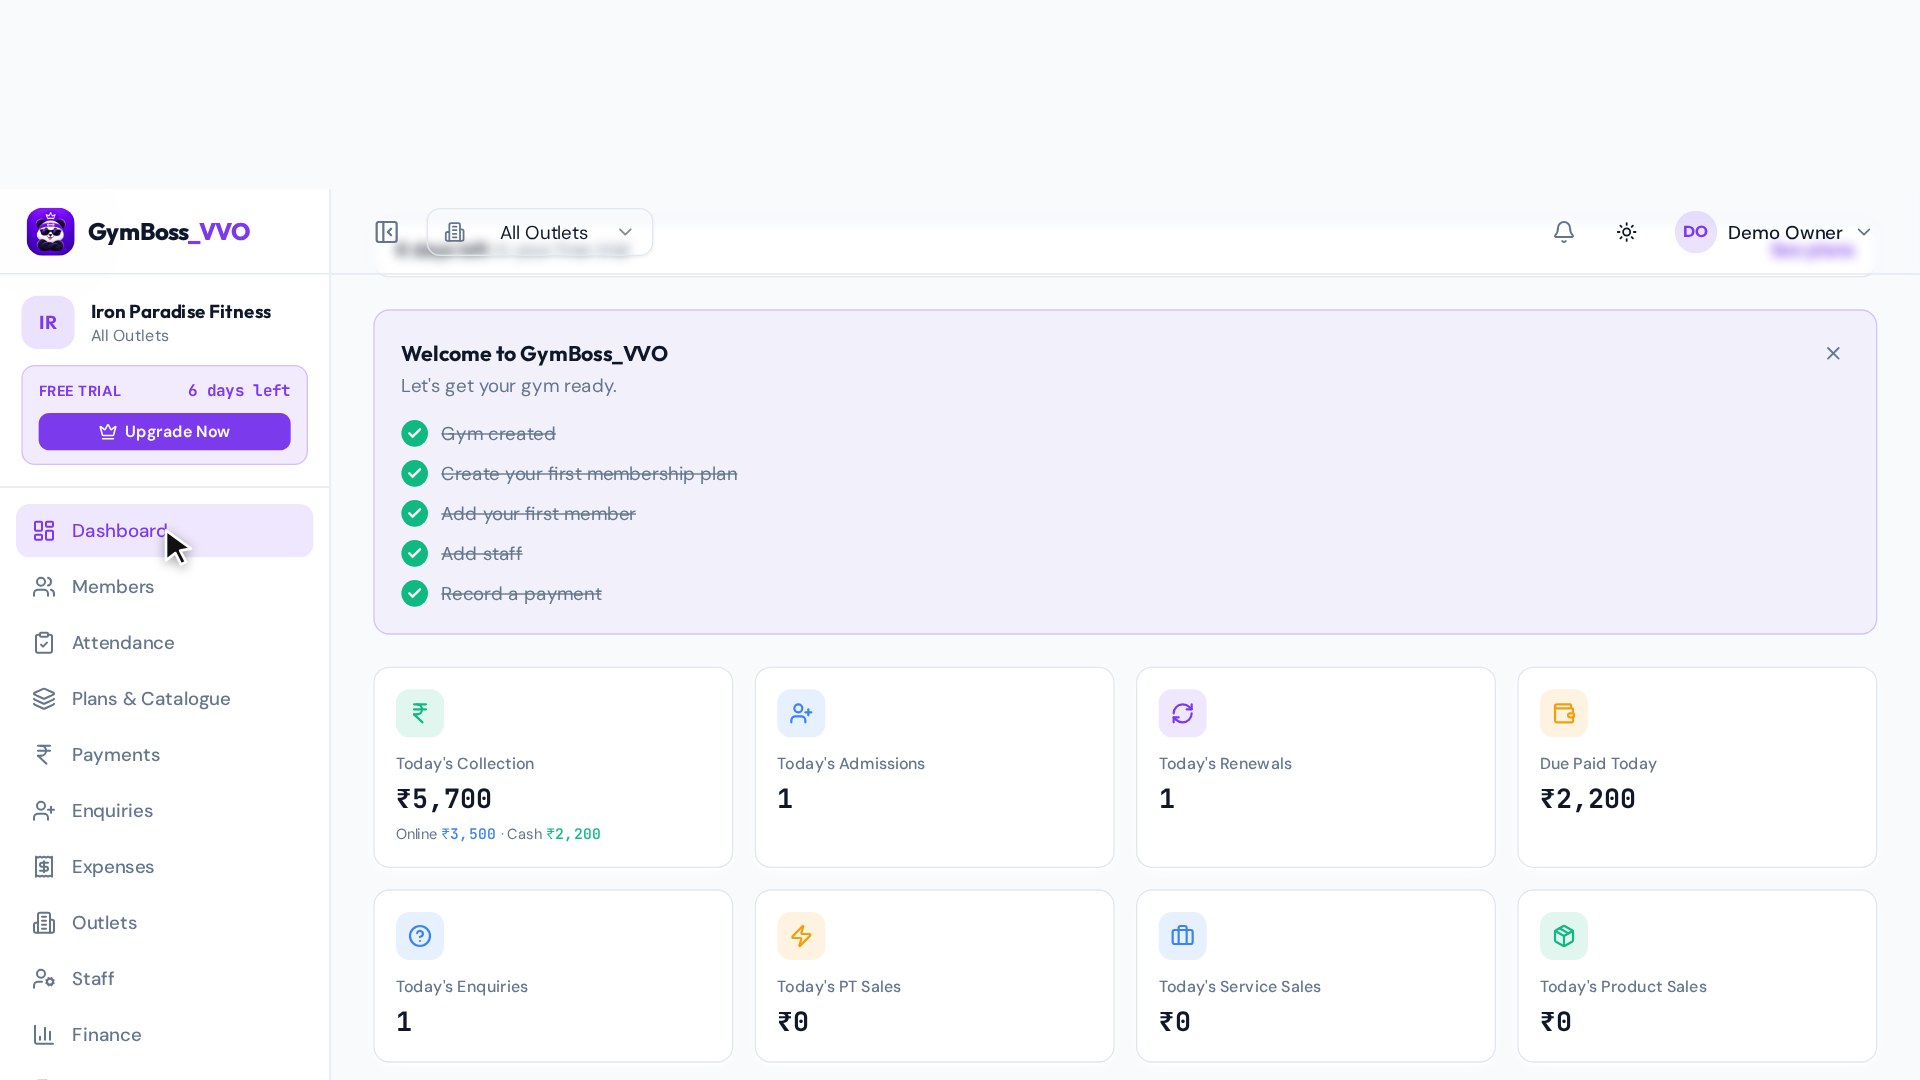 GymBoss_VVO
All Outlets
DO
Demo Owner
IR
Iron Paradise Fitness
All Outlets
FREE TRIAL
6 days left
Upgrade Now
Dashboard
Members
Attendance
Plans & Catalogue
Payments
Enquiries
Expenses
Outlets
Staff
Finance
Welcome to GymBoss_VVO
Let's get your gym ready.
Gym created
Create your first membership plan
Add your first member
Add staff
Record a payment
Today's Collection
₹5,700
Online ₹3,500 · Cash ₹2,200
Today's Admissions
1
Today's Renewals
1
Due Paid Today
₹2,200
Today's Enquiries
1
Today's PT Sales
₹0
Today's Service Sales
₹0
Today's Product Sales
₹0